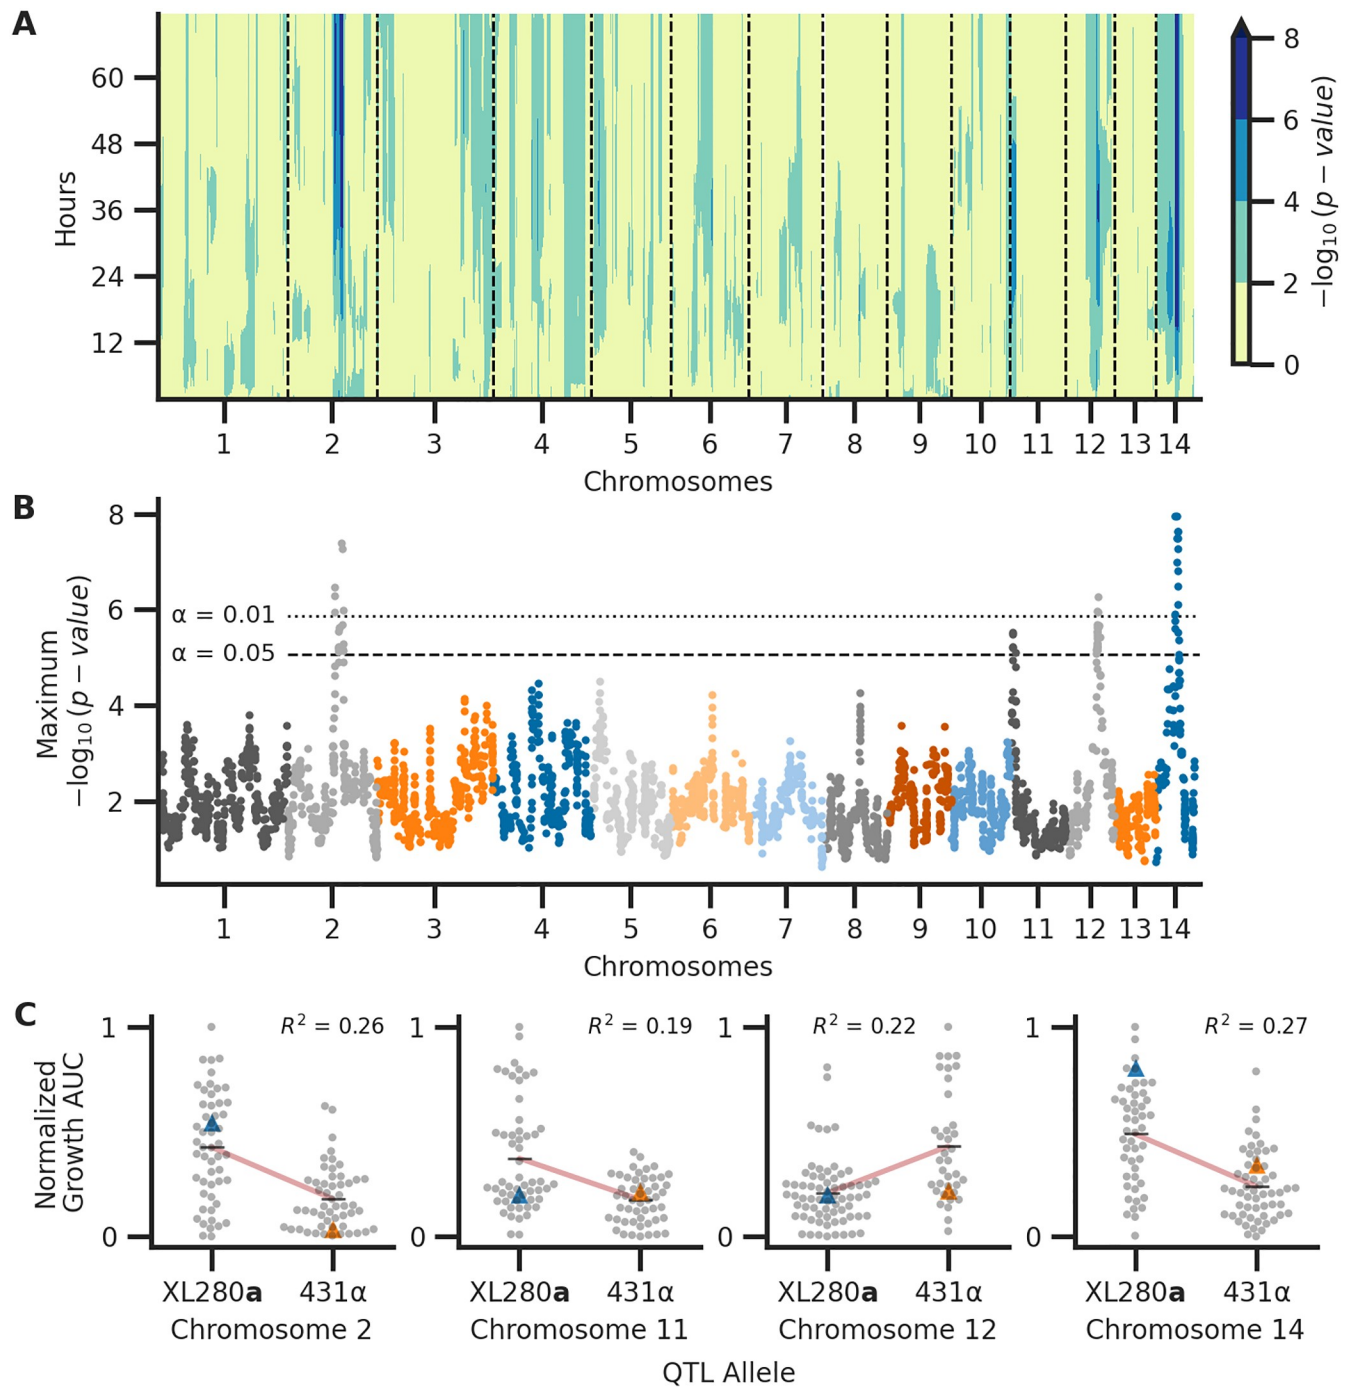 A
Hours
60
48
36
24
12
1 2 3 4 5 6 7 8 9 10 11 12 13 14
Chromosomes
8
6
4
2
0
−log10 (p − value)
B
Maximum
−log10 (p − value)
8
6
4
2
α = 0.01
α = 0.05
1 2 3 4 5 6 7 8 9 10 11 12 13 14
Chromosomes
C
Normalized
Growth AUC
1
0
R² = 0.26
XL280a 431α
Chromosome 2
1
0
R² = 0.19
XL280a 431α
Chromosome 11
1
0
R² = 0.22
XL280a 431α
Chromosome 12
1
0
R² = 0.27
XL280a 431α
Chromosome 14
QTL Allele